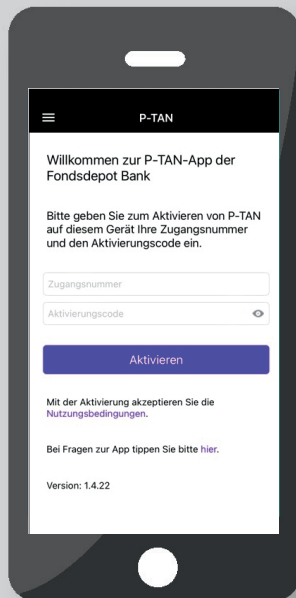 P-TAN
Willkommen zur P-TAN-App der
Fondsdepot Bank
Bitte geben Sie zum Aktivieren von P-TAN
auf diesem Gerät Ihre Zugangsnummer
und den Aktivierungscode ein.
Zugangsnummer
Aktivierungscode
Aktivieren
Mit der Aktivierung akzeptieren Sie die
Nutzungsbedingungen.
Bei Fragen zur App tippen Sie bitte hier.
Version: 1.4.22